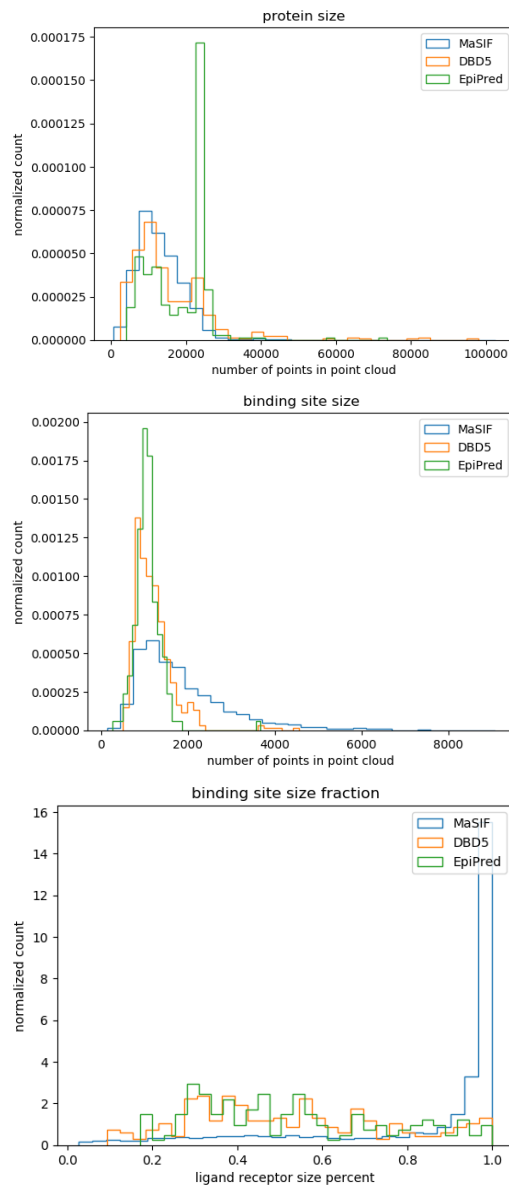 protein size
MaSIF
DBD5
EpiPred
0.000175
0.000150
0.000125
0.000100
0.000075
0.000050
0.000025
0.000000
normalized count
0 20000 40000 60000 80000 100000
number of points in point cloud
binding site size
MaSIF
DBD5
EpiPred
0.00200
0.00175
0.00150
0.00125
0.00100
0.00075
0.00050
0.00025
0.00000
normalized count
0 2000 4000 6000 8000
number of points in point cloud
binding site size fraction
MaSIF
DBD5
EpiPred
16
14
12
10
8
6
4
2
0
normalized count
0.0 0.2 0.4 0.6 0.8 1.0
ligand receptor size percent